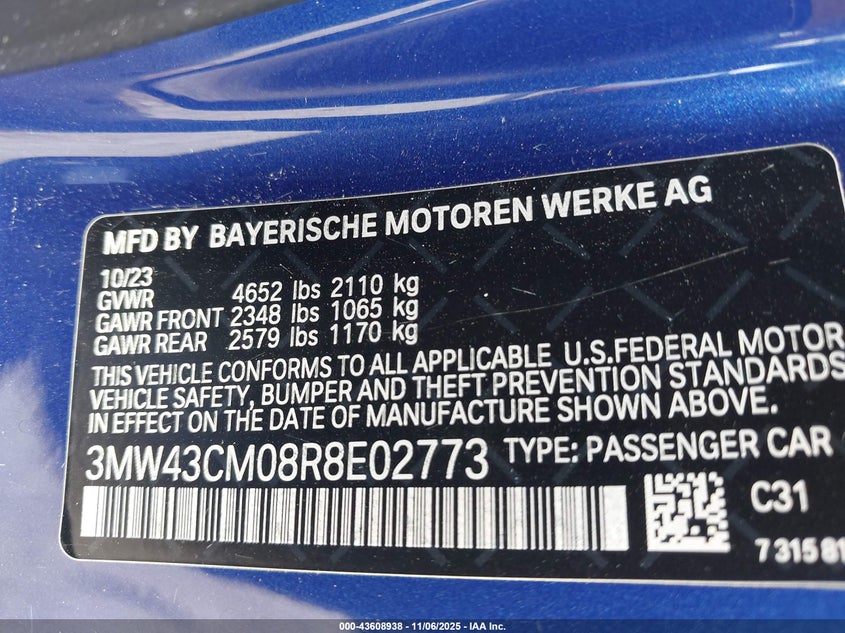 MFD BY BAYERISCHE MOTOREN WERKE AG
10/23
GVWR 4652 lbs 2110 kg
GAWR FRONT 2348 lbs 1065 kg
GAWR REAR 2579 lbs 1170 kg
THIS VEHICLE CONFORMS TO ALL APPLICABLE U.S.FEDERAL MOTOR
VEHICLE SAFETY, BUMPER AND THEFT PREVENTION STANDARDS
IN EFFECT ON THE DATE OF MANUFACTURE SHOWN ABOVE.
3MW43CM08R8E02773 TYPE: PASSENGER CAR
C31
7 315 81
000-43608938 - 11/06/2025 - IAA Inc.